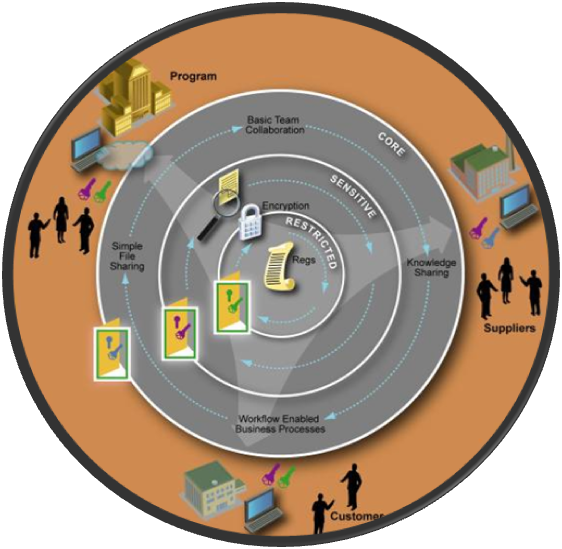 Program
Basic Team
Collaboration
CORE
SENSITIVE
Encryption
RESTRICTED
Regs
Simple
File
Sharing
Knowledge
Sharing
Suppliers
Workflow Enabled
Business Processes
Customer